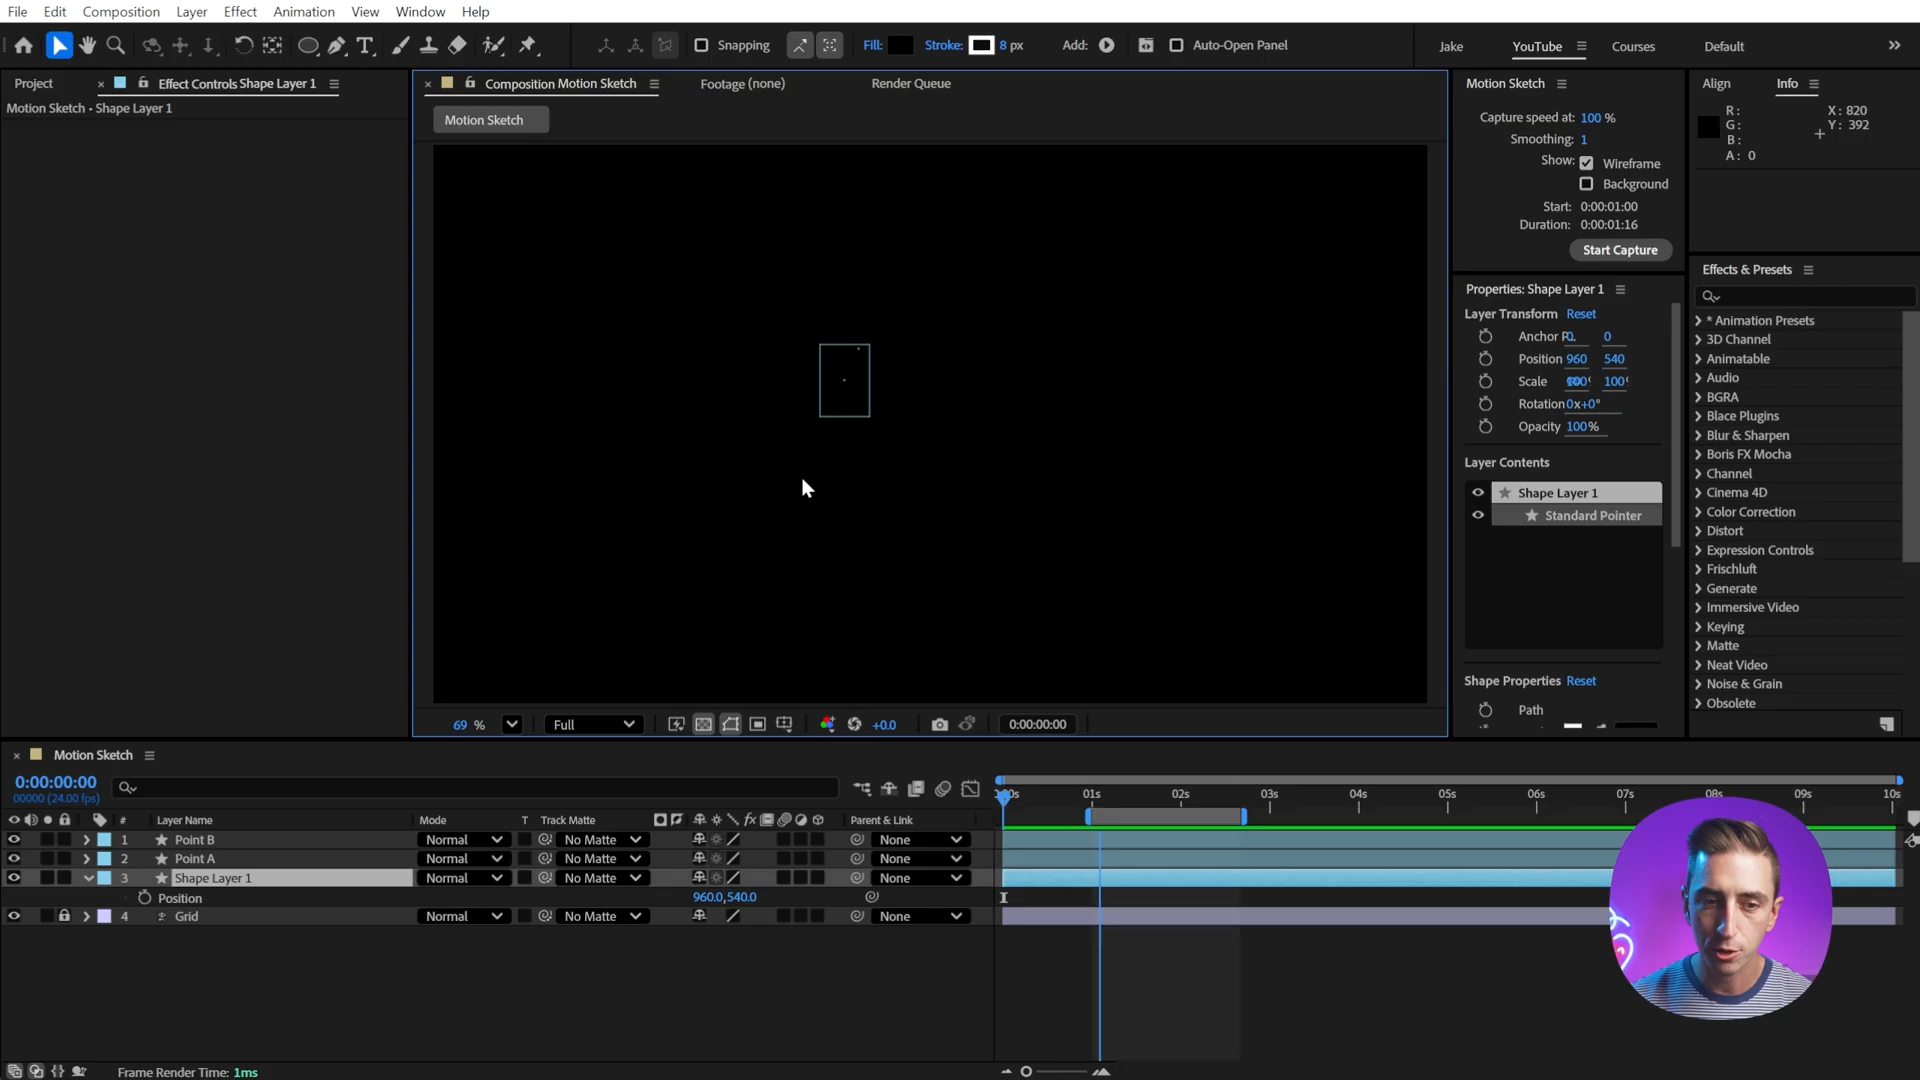 File Edit Composition Layer Effect Animation View Window Help
Snapping Fill: Stroke: 8 px Add: Auto-Open Panel Jake YouTube Courses Default
Project Effect Controls Shape Layer 1
Motion Sketch • Shape Layer 1
Composition Motion Sketch Footage (none) Render Queue
Motion Sketch
69 % Full +0.0 0:00:00:00
Motion Sketch
Capture speed at: 100 %
Smoothing: 1
Show: Wireframe
Background
Start: 0:00:01:00
Duration: 0:00:01:16
Start Capture
Properties: Shape Layer 1
Layer Transform Reset
Anchor P.. 0 0
Position 960 540
Scale 100 100
Rotation 0x+0°
Opacity 100%
Layer Contents
Shape Layer 1
Standard Pointer
Shape Properties Reset
Path
Align Info
R: X: 820
G: Y: 392
B:
A: 0
Effects & Presets
* Animation Presets
3D Channel
Animatable
Audio
BGRA
Blace Plugins
Blur & Sharpen
Boris FX Mocha
Channel
Cinema 4D
Color Correction
Distort
Expression Controls
Frischluft
Generate
Immersive Video
Keying
Matte
Neat Video
Noise & Grain
Obsolete
Motion Sketch
0:00:00:00
00000 (24.00 fps)
01s 02s 03s 04s 05s 06s 07s 08s 09s 10s
# Layer Name Mode T Track Matte fx Parent & Link
1 Point B Normal No Matte None
2 Point A Normal No Matte None
3 Shape Layer 1 Normal No Matte None
Position 960.0,540.0
4 Grid Normal No Matte None
Frame Render Time: 1ms